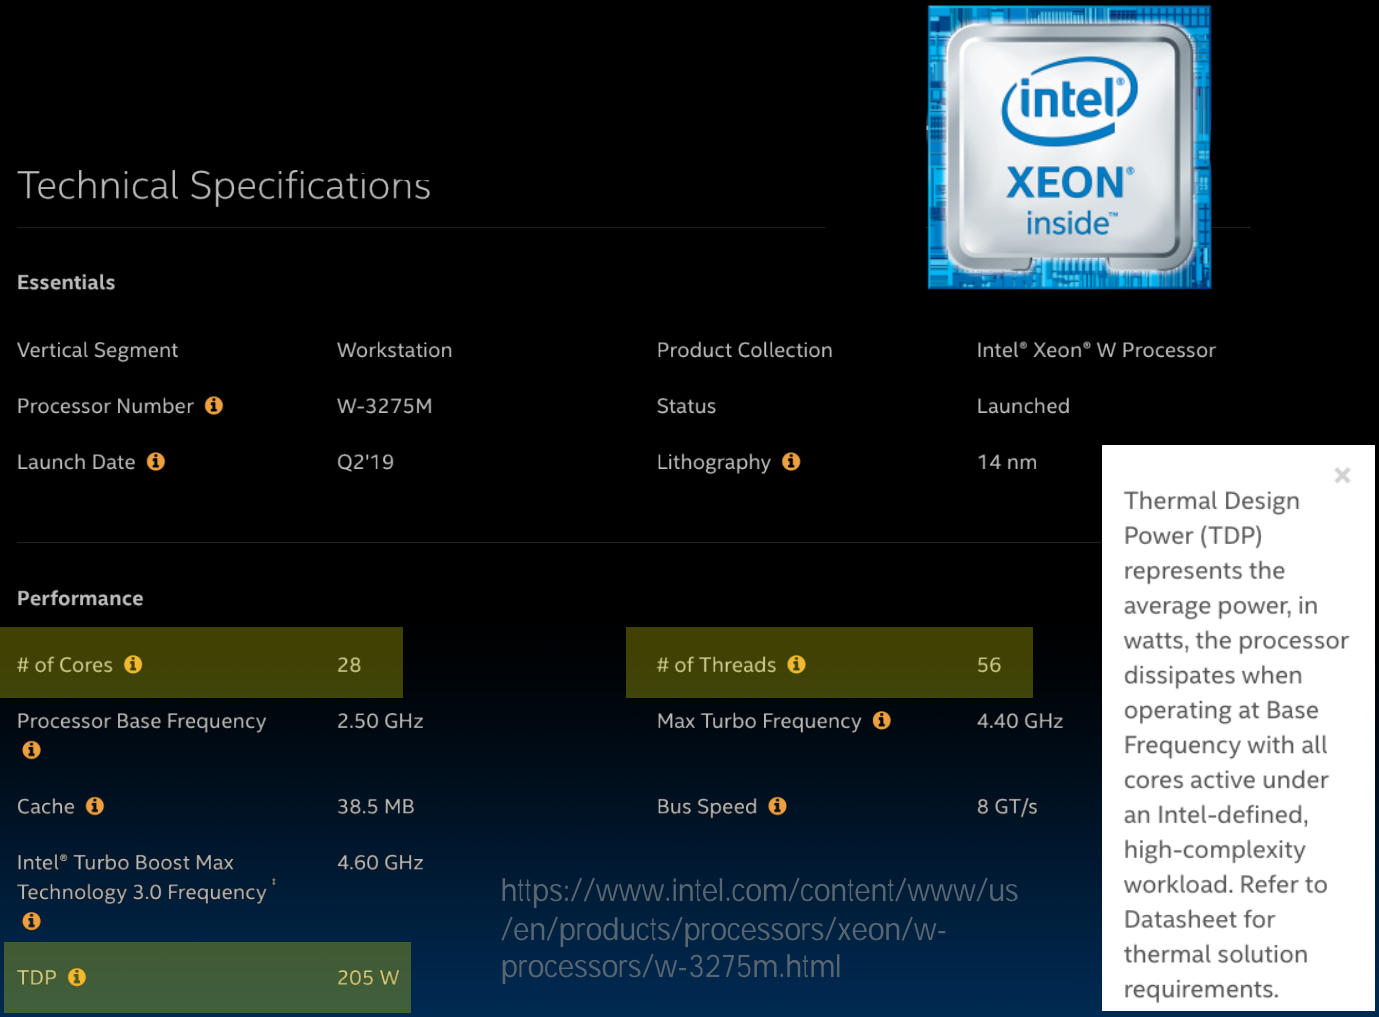 intel®
XEON®
inside™
Technical Specifications
Essentials
Vertical Segment Workstation Product Collection Intel® Xeon® W Processor
Processor Number W-3275M Status Launched
Launch Date Q2'19 Lithography 14 nm
Performance
# of Cores 28 # of Threads 56
Processor Base Frequency 2.50 GHz Max Turbo Frequency 4.40 GHz
Cache 38.5 MB Bus Speed 8 GT/s
Intel® Turbo Boost Max 4.60 GHz
Technology 3.0 Frequency ‡
TDP 205 W
https://www.intel.com/content/www/us
/en/products/processors/xeon/w-
processors/w-3275m.html
×
Thermal Design
Power (TDP)
represents the
average power, in
watts, the processor
dissipates when
operating at Base
Frequency with all
cores active under
an Intel-defined,
high-complexity
workload. Refer to
Datasheet for
thermal solution
requirements.